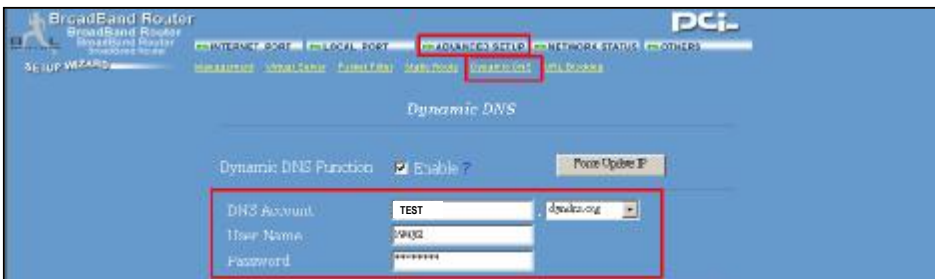 BroadBand Router
BroadBand Router
BroadBand Router
BroadBand Router
PCi
SETUP WIZARD
INTERNET PORT LOCAL PORT ADVANCED SETUP NETWORK STATUS OTHERS
Management Virtual Server Packet Filter Static Route Dynamic DNS URL Blocking
Dynamic DNS
Dynamic DNS Function Enable ? Force Update IP
DNS Account TEST . dyndns.org
User Name
Password ********